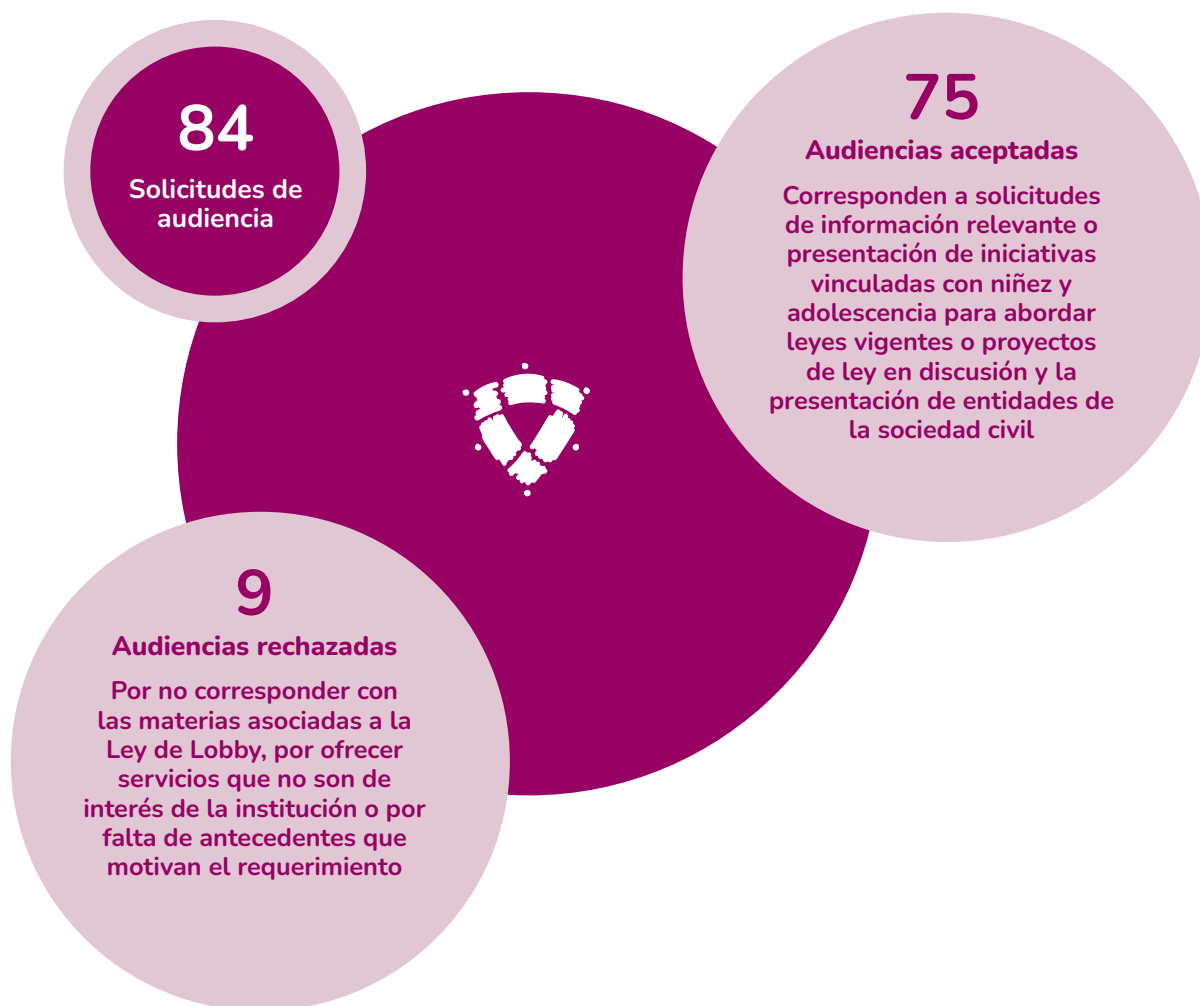 84
Solicitudes de
audiencia
75
Audiencias aceptadas
Corresponden a solicitudes
de información relevante o
presentación de iniciativas
vinculadas con niñez y
adolescencia para abordar
leyes vigentes o proyectos
de ley en discusión y la
presentación de entidades de
la sociedad civil
9
Audiencias rechazadas
Por no corresponder con
las materias asociadas a la
Ley de Lobby, por ofrecer
servicios que no son de
interés de la institución o por
falta de antecedentes que
motivan el requerimiento